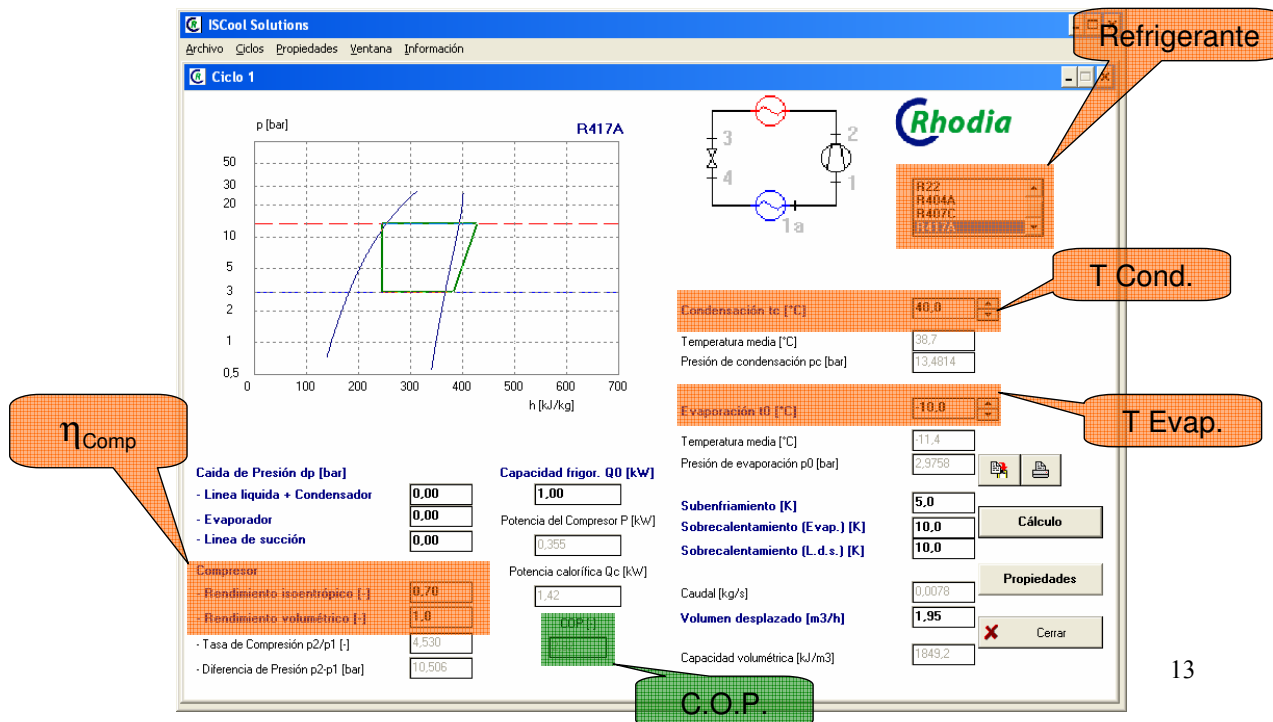 ISCool Solutions
Archivo Ciclos Propiedades Ventana Información
Refrigerante
Ciclo 1
p [bar]
R417A
50
30
20
10
5
3
2
1
0,5
0 100 200 300 400 500 600 700
h [kJ/kg]
3
2
4
1
1a
Rhodia
R22
R404A
R407C
R417A
T Cond.
Condensación tc [°C] 40,0
Temperatura media [°C] 38,7
Presión de condensación pc [bar] 13,4814
T Evap.
Evaporación t0 [°C] -10,0
Temperatura media [°C] -11,4
Presión de evaporación p0 [bar] 2,9758
ηComp
Caida de Presión dp [bar]
- Linea liquida + Condensador 0,00
- Evaporador 0,00
- Linea de succión 0,00
Compresor
- Rendimiento isoentrópico [-] 0,70
- Rendimiento volumétrico [-] 1,0
- Tasa de Compresión p2/p1 [-] 4,530
- Diferencia de Presión p2-p1 [bar] 10,506
Capacidad frigor. Q0 [kW]
1,00
Potencia del Compresor P [kW]
0,355
Potencia calorífica Qc [kW]
1,42
COP [-]
C.O.P.
Subenfriamiento [K] 5,0
Sobrecalentamiento (Evap.) [K] 10,0
Sobrecalentamiento (L.d.s.) [K] 10,0
Caudal [kg/s] 0,0078
Volumen desplazado [m3/h] 1,95
Capacidad volumétrica [kJ/m3] 1849,2
Cálculo
Propiedades
Cerrar
13